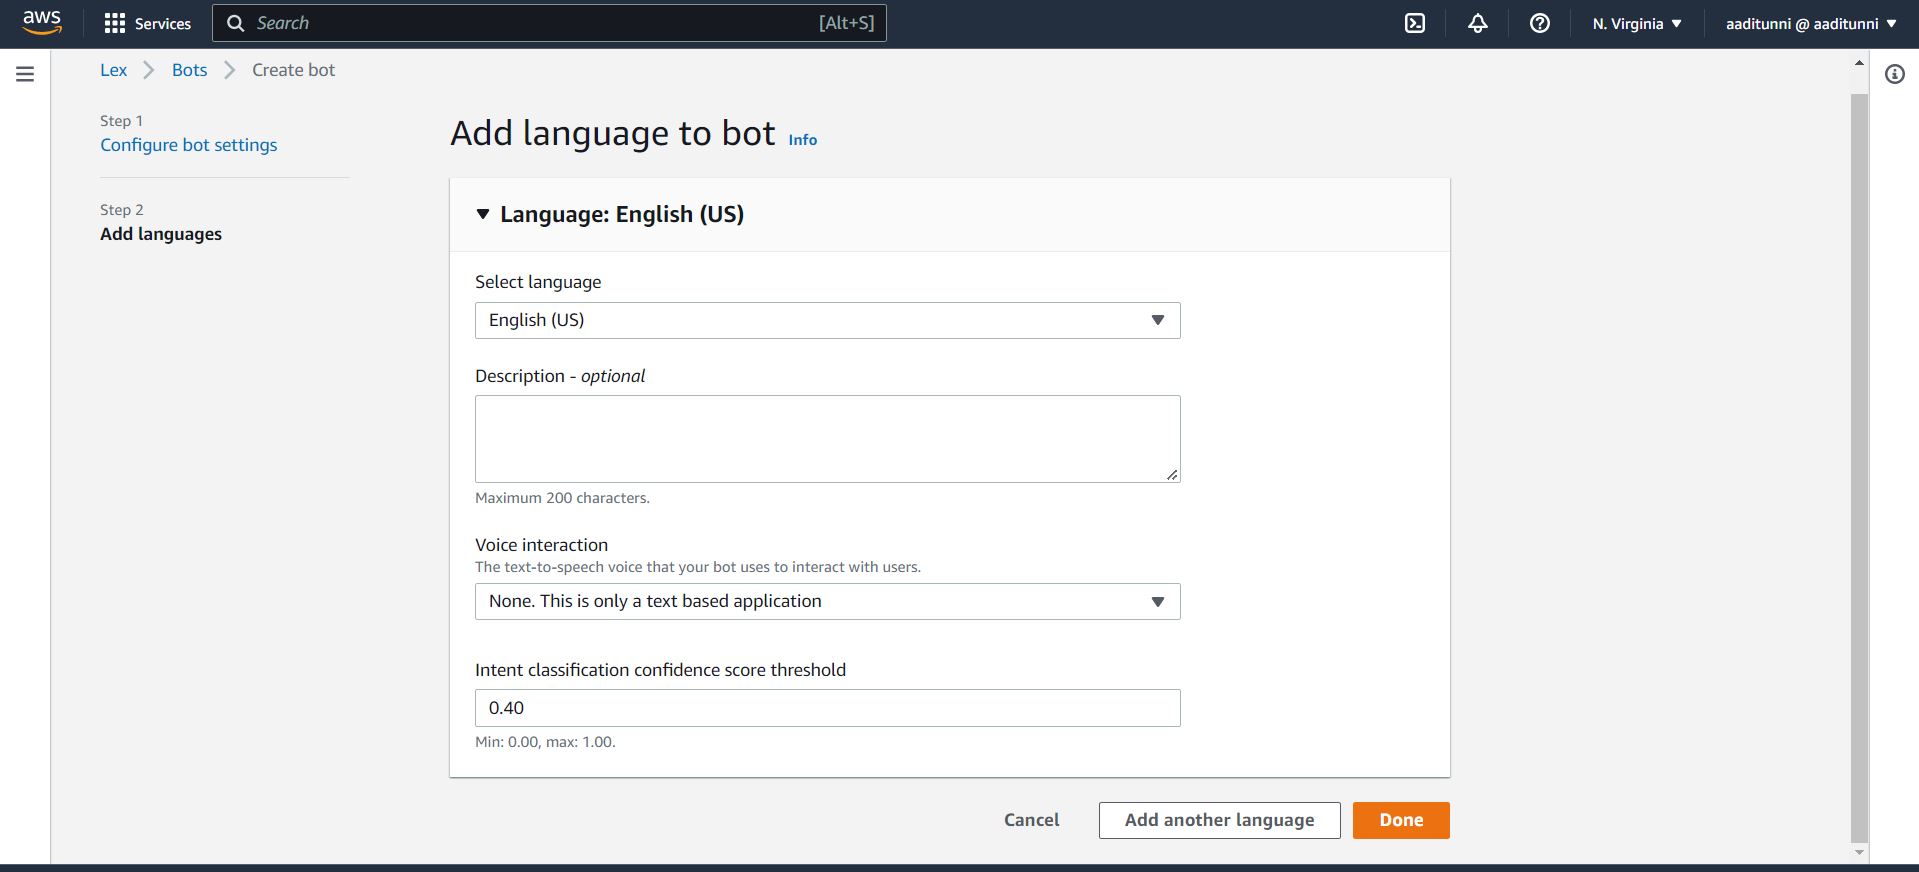 aws
Services
Search
[Alt+S]
N. Virginia
aaditunni @ aaditunni
Lex
Bots
Create bot
Step 1
Configure bot settings
Step 2
Add languages
Add language to bot Info
Language: English (US)
Select language
English (US)
Description - optional
Maximum 200 characters.
Voice interaction
The text-to-speech voice that your bot uses to interact with users.
None. This is only a text based application
Intent classification confidence score threshold
0.40
Min: 0.00, max: 1.00.
Cancel
Add another language
Done